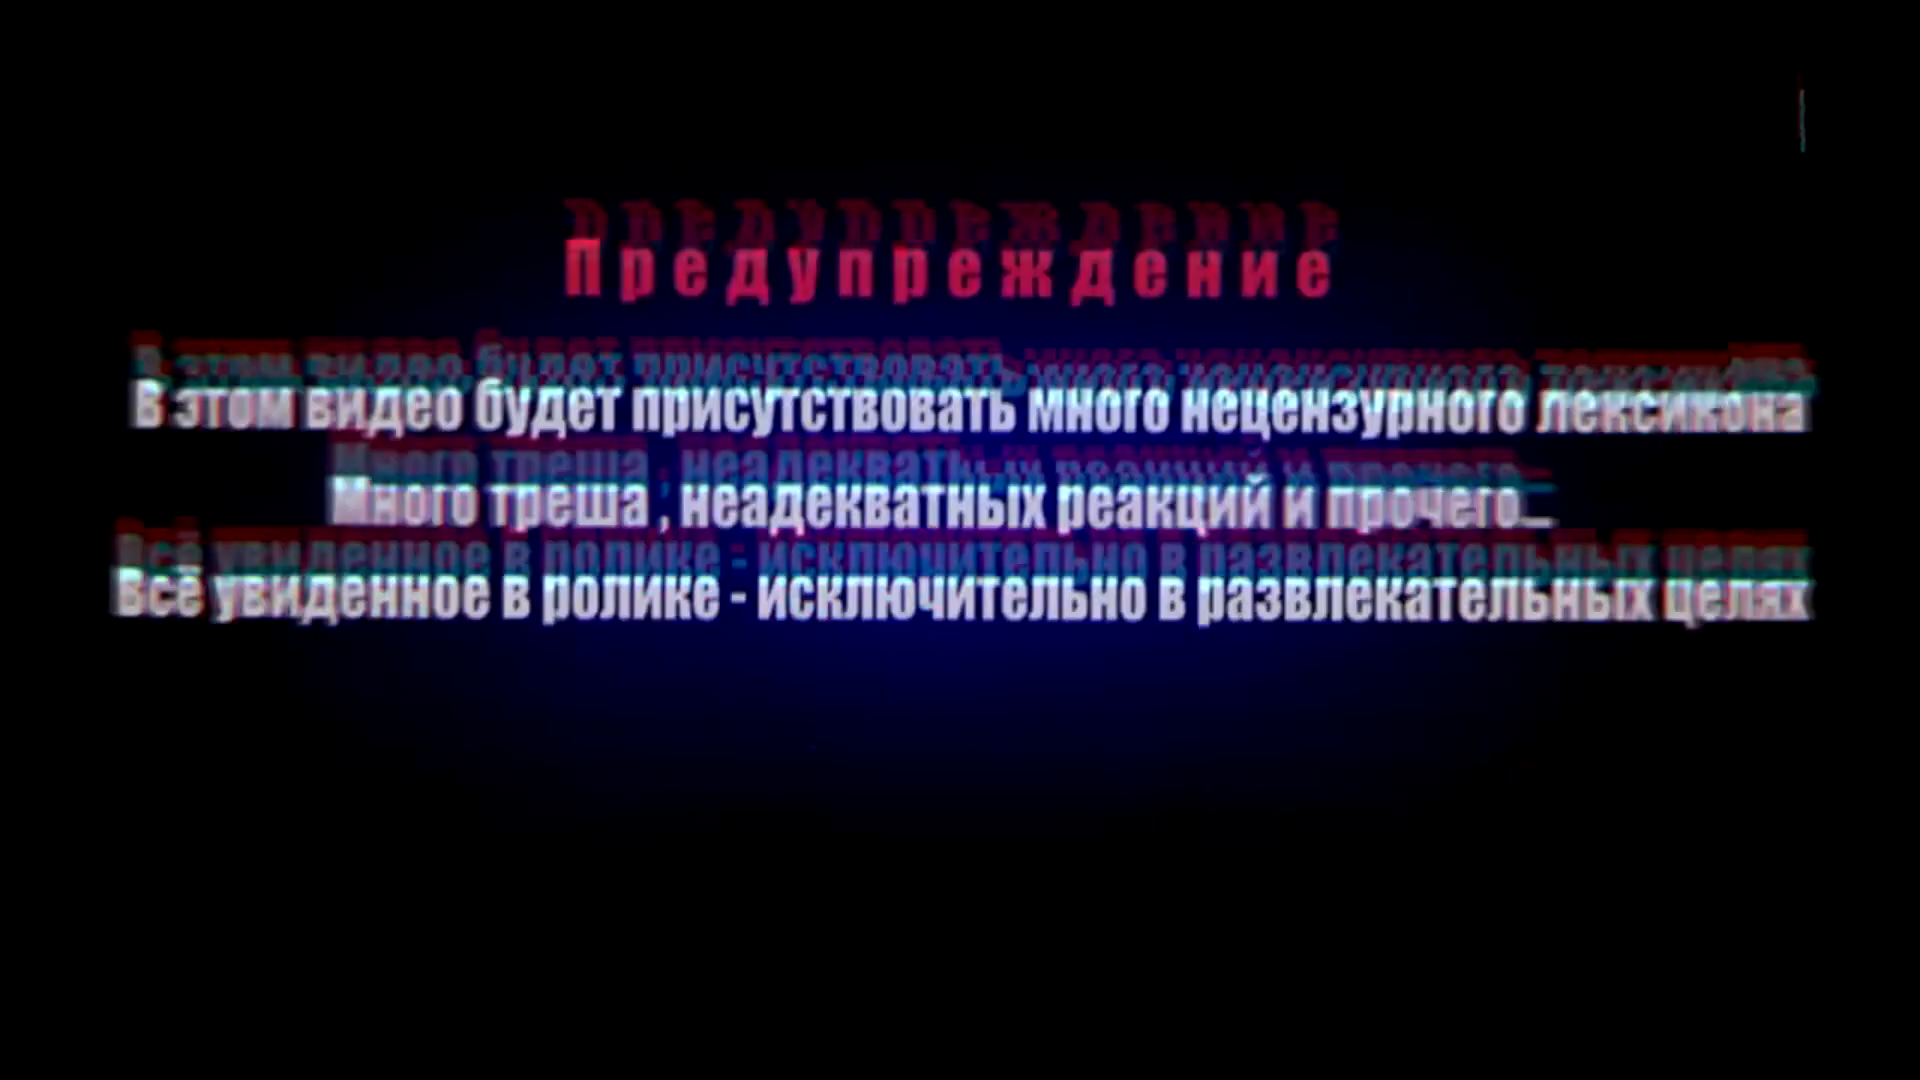 Предупреждение
В этом видео будет присутствовать много нецензурного лексикона
Много треша , неадекватных реакций и прочего...
Всё увиденное в ролике - исключительно в развлекательных целях